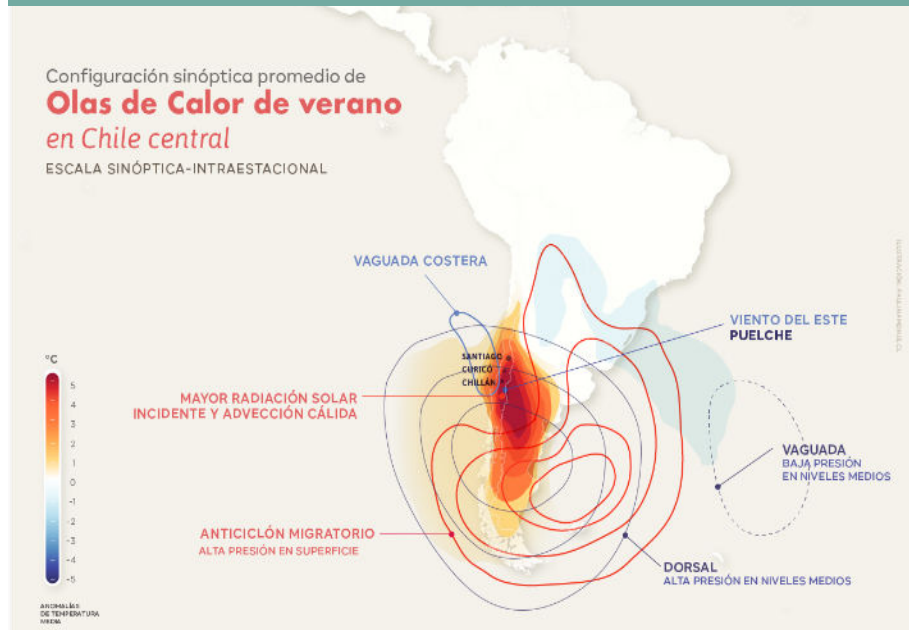 Configuración sinóptica promedio de
Olas de Calor de verano
en Chile central
ESCALA SINÓPTICA-INTRAESTACIONAL
VAGUADA COSTERA
VIENTO DEL ESTE
PUELCHE
SANTIAGO
CURICÓ
CHILLÁN
MAYOR RADIACIÓN SOLAR
INCIDENTE Y ADVECCIÓN CÁLIDA
VAGUADA
BAJA PRESIÓN
EN NIVELES MEDIOS
ANTICICLÓN MIGRATORIO
ALTA PRESIÓN EN SUPERFICIE
DORSAL
ALTA PRESIÓN EN NIVELES MEDIOS
°C
5
4
3
2
1
0
-1
-2
-3
-4
-5
ANOMALÍAS
DE TEMPERATURA
MEDIA